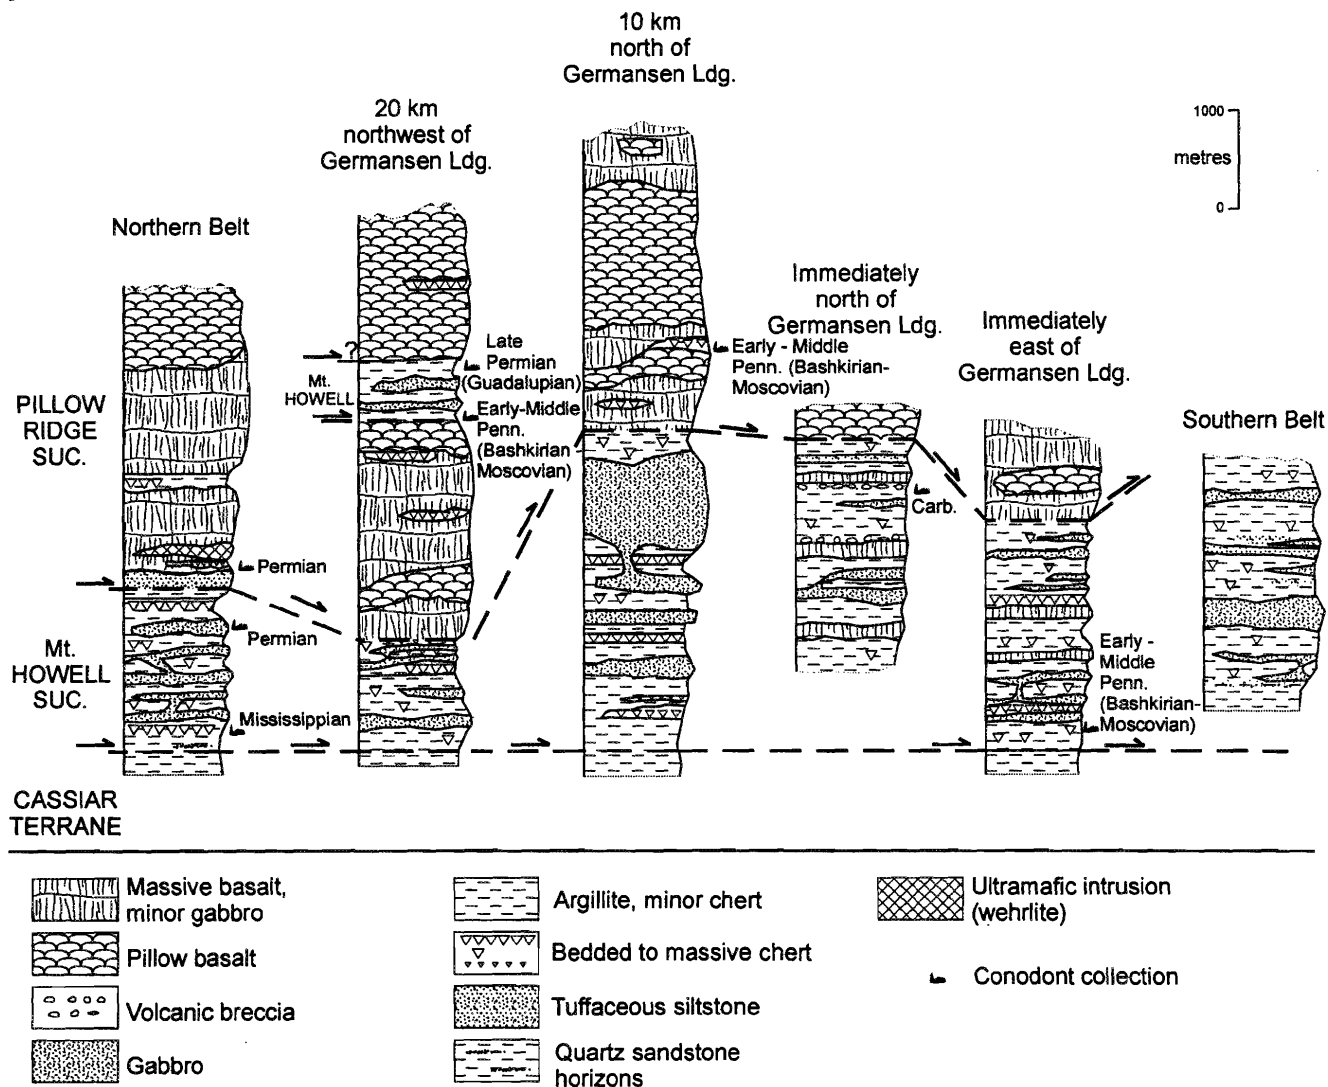 10 km
north of
Germansen Ldg.
20 km
northwest of
Germansen Ldg.
1000
metres
0
Northern Belt
Immediately
north of
Germansen Ldg.
Immediately
east of
Germansen Ldg.
Southern Belt
?
Late
Permian
(Guadalupian)
Mt.
HOWELL
Early-Middle
Penn.
(Bashkirian-
Moscovian)
Early - Middle
Penn. (Bashkirian-
Moscovian)
PILLOW
RIDGE
SUC.
Carb.
Permian
Permian
Mt.
HOWELL
SUC.
Mississippian
Early -
Middle
Penn.
(Bashkirian-
Moscovian)
CASSIAR
TERRANE
Massive basalt,
minor gabbro
Pillow basalt
Volcanic breccia
Gabbro
Argillite, minor chert
Bedded to massive chert
Tuffaceous siltstone
Quartz sandstone
horizons
Ultramafic intrusion
(wehrlite)
Conodont collection